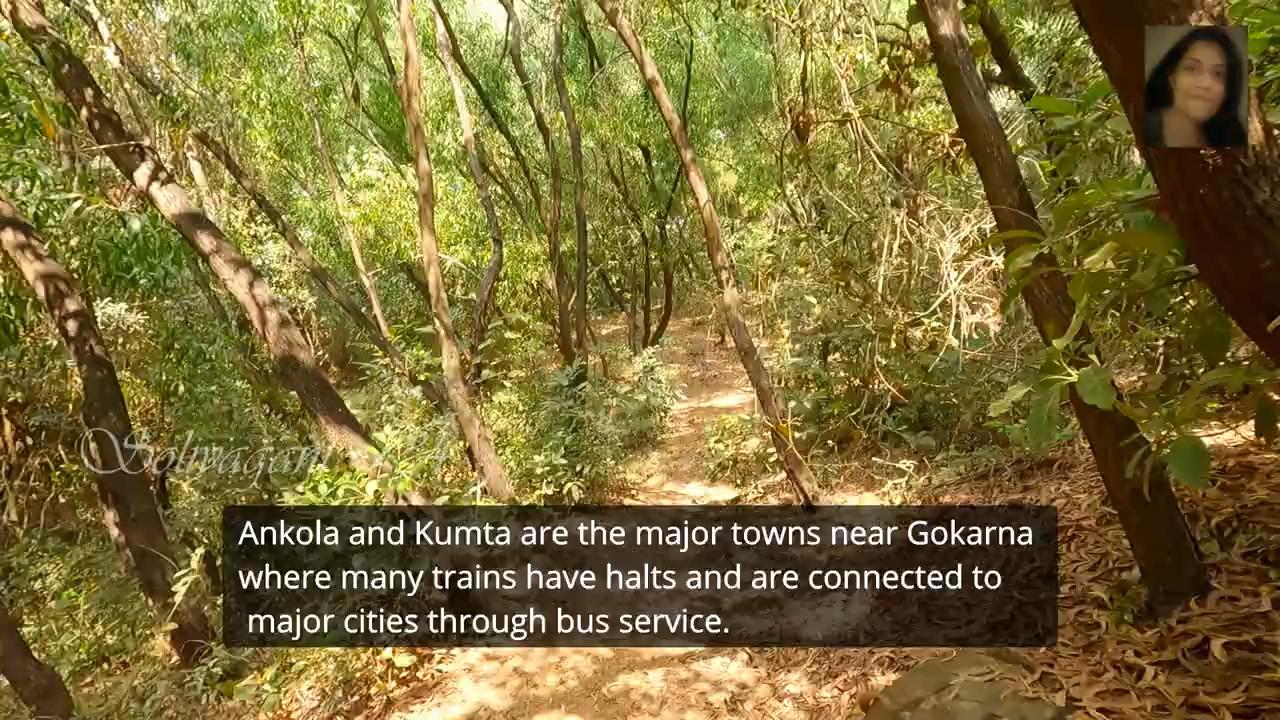 Ankola and Kumta are the major towns near Gokarna
where many trains have halts and are connected to
major cities through bus service.